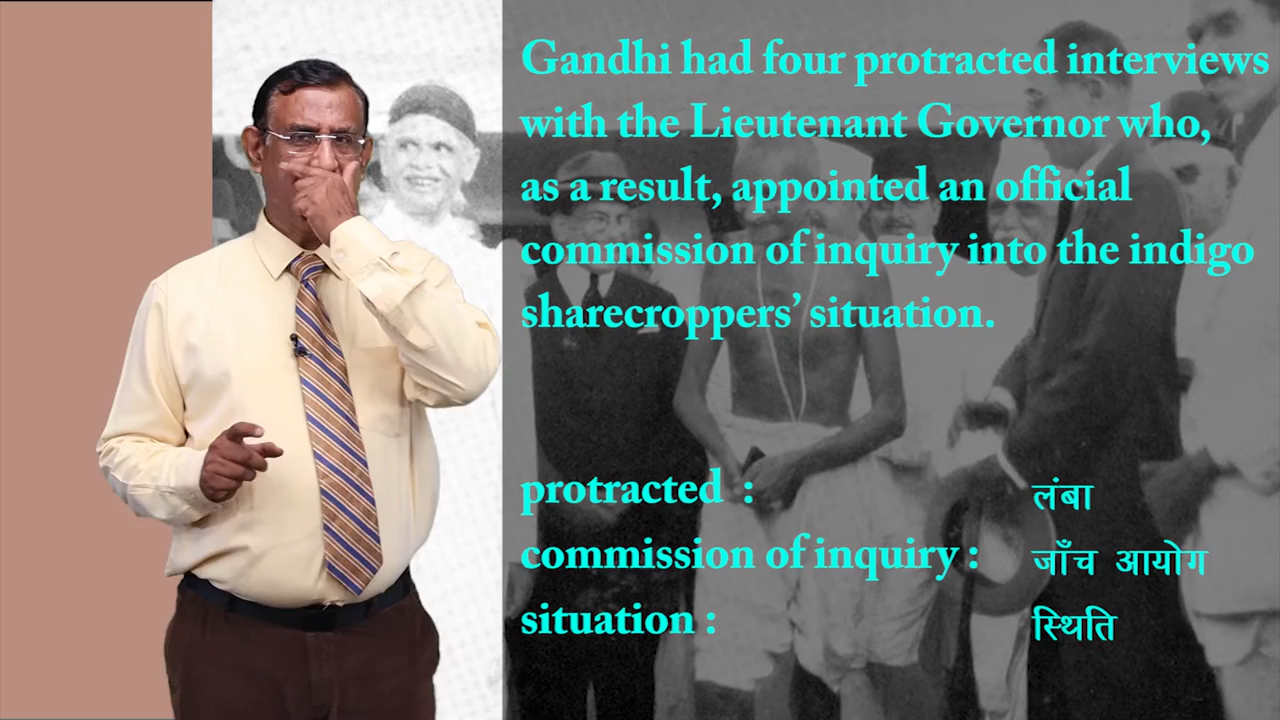 Gandhi had four protracted interviews
with the Lieutenant Governor who,
as a result, appointed an official
commission of inquiry into the indigo
sharecroppers’ situation.
protracted : लंबा
commission of inquiry : जाँच आयोग
situation : स्थिति